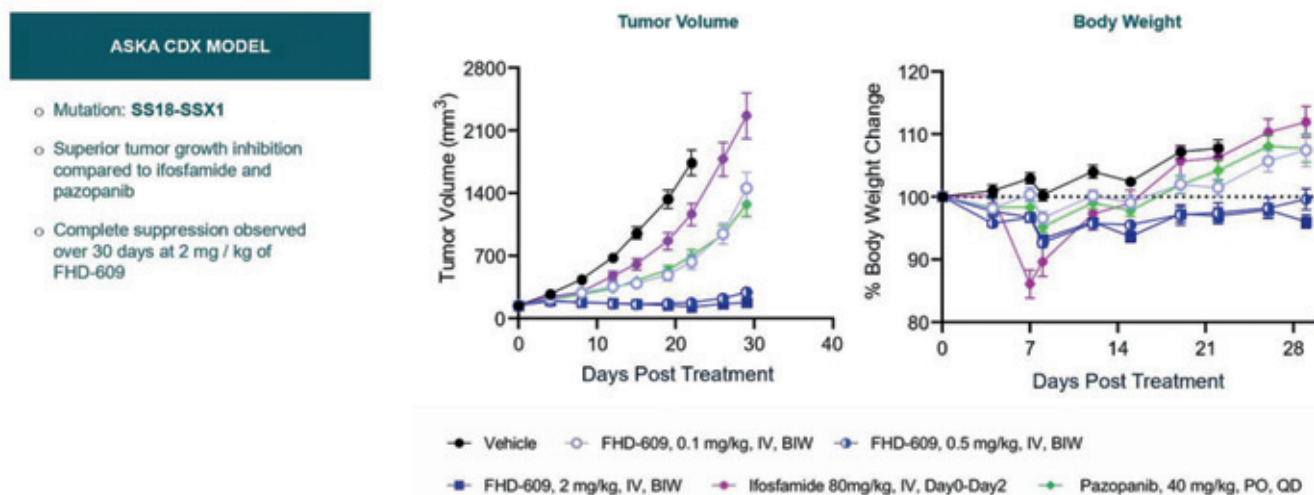 ASKA CDX MODEL
Mutation: SS18-SSX1
Superior tumor growth inhibition
compared to ifosfamide and
pazopanib
Complete suppression observed
over 30 days at 2 mg / kg of
FHD-609
Tumor Volume
Tumor Volume (mm³)
2800
2100
1400
700
0
0 10 20 30 40
Days Post Treatment
Body Weight
% Body Weight Change
120
110
100
90
80
0 7 14 21 28
Days Post Treatment
Vehicle
FHD-609, 0.1 mg/kg, IV, BIW
FHD-609, 0.5 mg/kg, IV, BIW
FHD-609, 2 mg/kg, IV, BIW
Ifosfamide 80mg/kg, IV, Day0-Day2
Pazopanib, 40 mg/kg, PO, QD